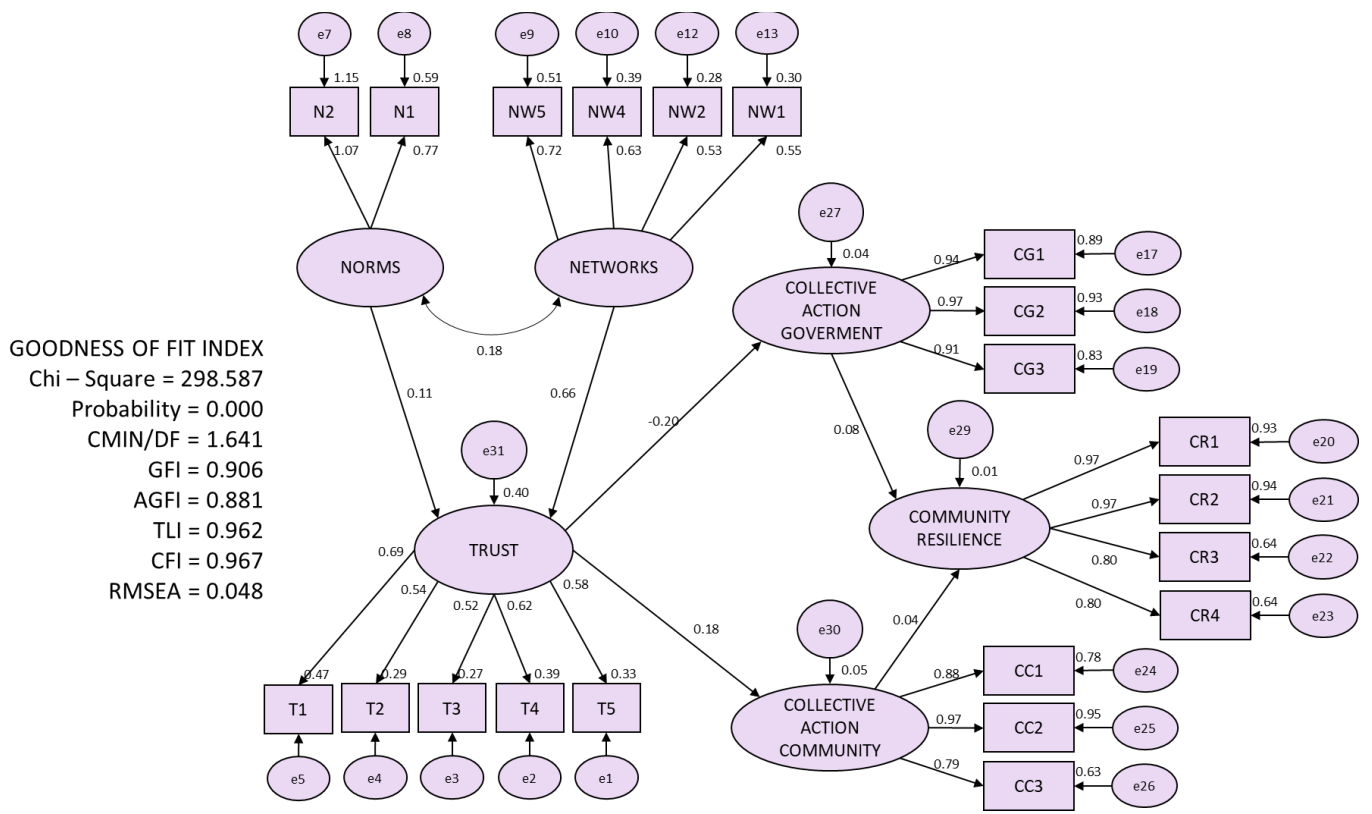 e7
e8
e9
e10
e12
e13
1.15
0.59
0.51
0.39
0.28
0.30
N2
N1
NW5
NW4
NW2
NW1
1.07
0.77
0.72
0.63
0.53
0.55
NORMS
NETWORKS
0.18
0.11
0.66
GOODNESS OF FIT INDEX
Chi – Square = 298.587
Probability = 0.000
CMIN/DF = 1.641
GFI = 0.906
AGFI = 0.881
TLI = 0.962
CFI = 0.967
RMSEA = 0.048
e31
0.40
TRUST
0.69
0.54
0.52
0.62
0.58
0.47
0.29
0.27
0.39
0.33
T1
T2
T3
T4
T5
e5
e4
e3
e2
e1
-0.20
0.18
e27
0.04
COLLECTIVE
ACTION
GOVERMENT
0.94
0.97
0.91
CG1
CG2
CG3
0.89
0.93
0.83
e17
e18
e19
0.08
e29
0.01
COMMUNITY
RESILIENCE
0.97
0.97
0.80
0.80
CR1
CR2
CR3
CR4
0.93
0.94
0.64
0.64
e20
e21
e22
e23
0.04
e30
0.05
COLLECTIVE
ACTION
COMMUNITY
0.88
0.97
0.79
CC1
CC2
CC3
0.78
0.95
0.63
e24
e25
e26